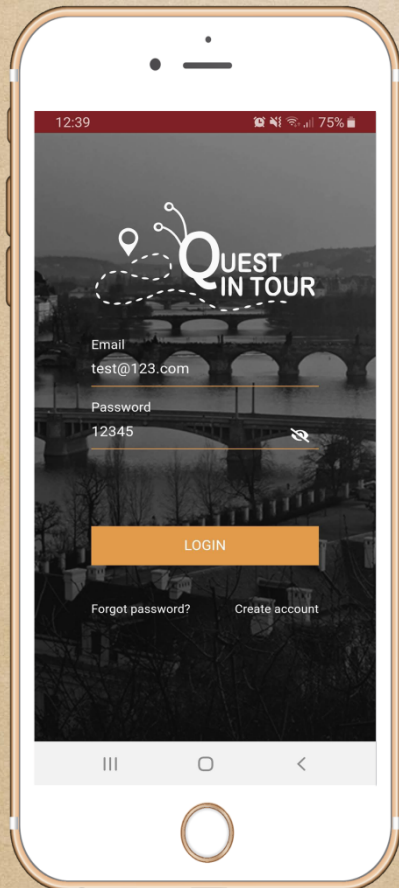 12:39 75%
QUEST
IN TOUR
Email
test@123.com
Password
12345
LOGIN
Forgot password? Create account